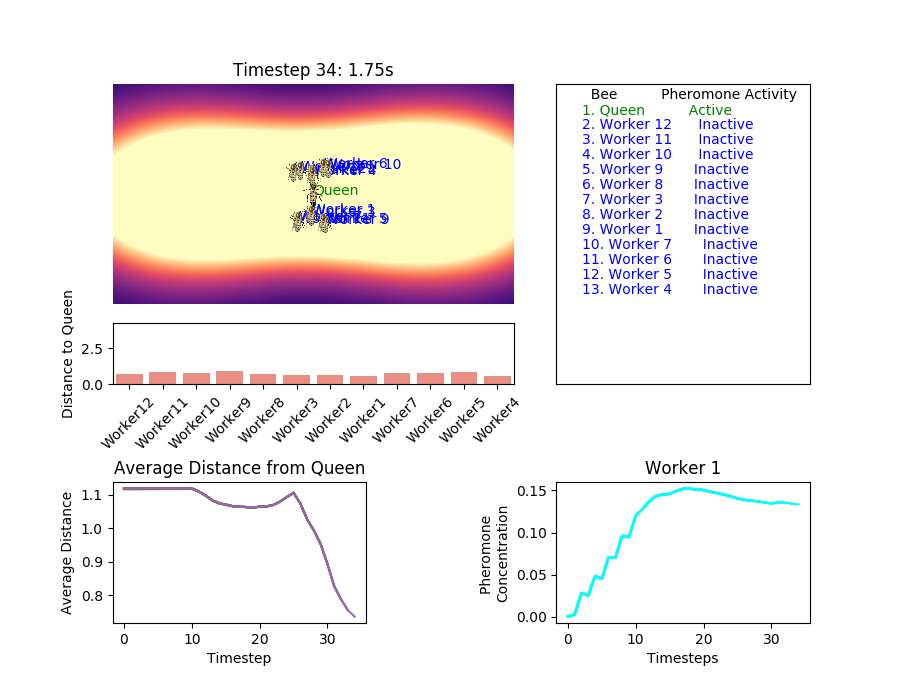 Timestep 34: 1.75s
Queen
Worker 1
Bee Pheromone Activity
1. Queen Active
2. Worker 12 Inactive
3. Worker 11 Inactive
4. Worker 10 Inactive
5. Worker 9 Inactive
6. Worker 8 Inactive
7. Worker 3 Inactive
8. Worker 2 Inactive
9. Worker 1 Inactive
10. Worker 7 Inactive
11. Worker 6 Inactive
12. Worker 5 Inactive
13. Worker 4 Inactive
Distance to Queen
2.5
0.0
Worker12 Worker11 Worker10 Worker9 Worker8 Worker3 Worker2 Worker1 Worker7 Worker6 Worker5 Worker4
Average Distance from Queen
Average Distance
1.1
1.0
0.9
0.8
0 10 20 30
Timestep
Worker 1
Pheromone
Concentration
0.15
0.10
0.05
0.00
0 10 20 30
Timesteps